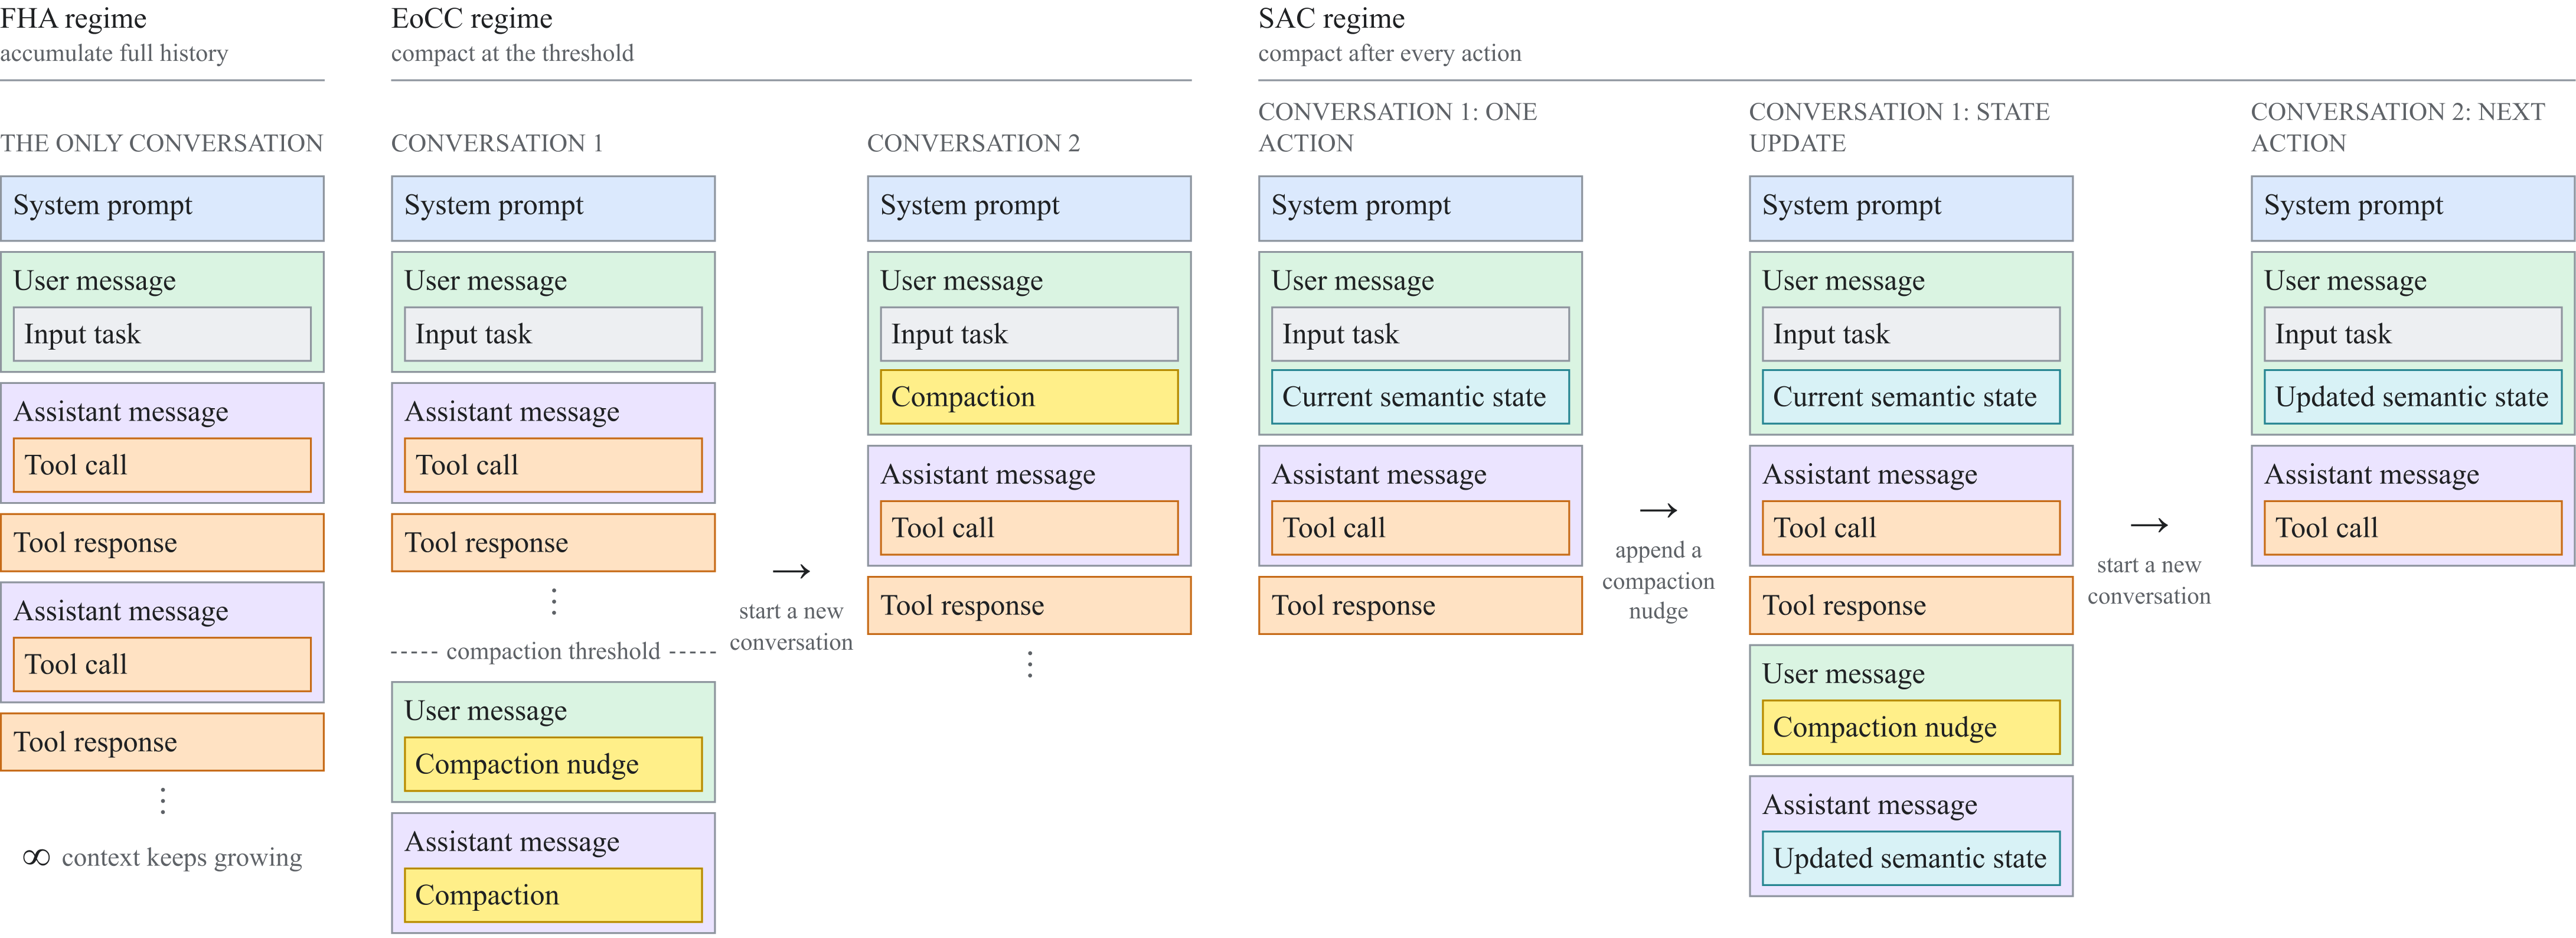 FHA regime
accumulate full history
THE ONLY CONVERSATION
System prompt
User message
Input task
Assistant message
Tool call
Tool response
Assistant message
Tool call
Tool response
⋮
∞ context keeps growing
EoCC regime
compact at the threshold
CONVERSATION 1
System prompt
User message
Input task
Assistant message
Tool call
Tool response
⋮
compaction threshold
User message
Compaction nudge
Assistant message
Compaction
→
start a new
conversation
CONVERSATION 2
System prompt
User message
Input task
Compaction
Assistant message
Tool call
Tool response
⋮
SAC regime
compact after every action
CONVERSATION 1: ONE
ACTION
System prompt
User message
Input task
Current semantic state
Assistant message
Tool call
Tool response
→
append a
compaction
nudge
CONVERSATION 1: STATE
UPDATE
System prompt
User message
Input task
Current semantic state
Assistant message
Tool call
Tool response
User message
Compaction nudge
Assistant message
Updated semantic state
→
start a new
conversation
CONVERSATION 2: NEXT
ACTION
System prompt
User message
Input task
Updated semantic state
Assistant message
Tool call